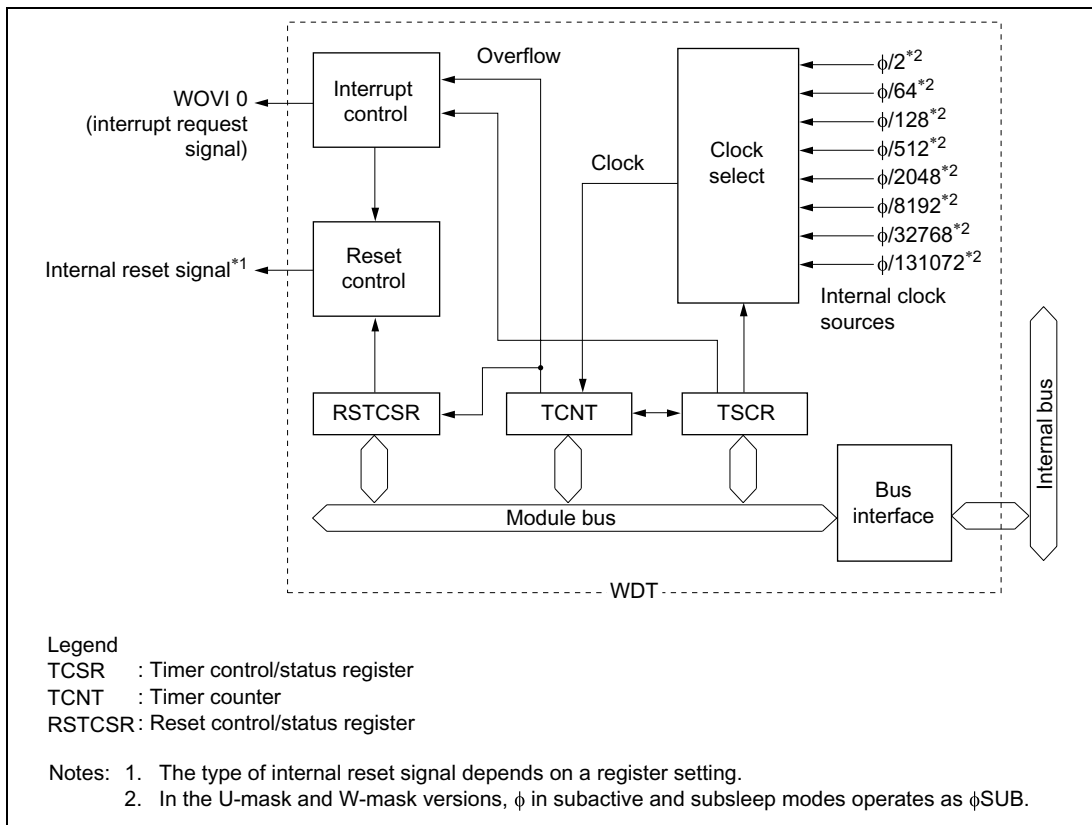 Overflow
Interrupt
control
WOVI 0
(interrupt request
signal)
Reset
control
Internal reset signal*1
Clock
Clock
select
ϕ/2*2
ϕ/64*2
ϕ/128*2
ϕ/512*2
ϕ/2048*2
ϕ/8192*2
ϕ/32768*2
ϕ/131072*2
Internal clock
sources
RSTCSR
TCNT
TSCR
Module bus
Bus
interface
Internal bus
WDT
Legend
TCSR : Timer control/status register
TCNT : Timer counter
RSTCSR : Reset control/status register
Notes: 1. The type of internal reset signal depends on a register setting.
2. In the U-mask and W-mask versions, ϕ in subactive and subsleep modes operates as ϕSUB.